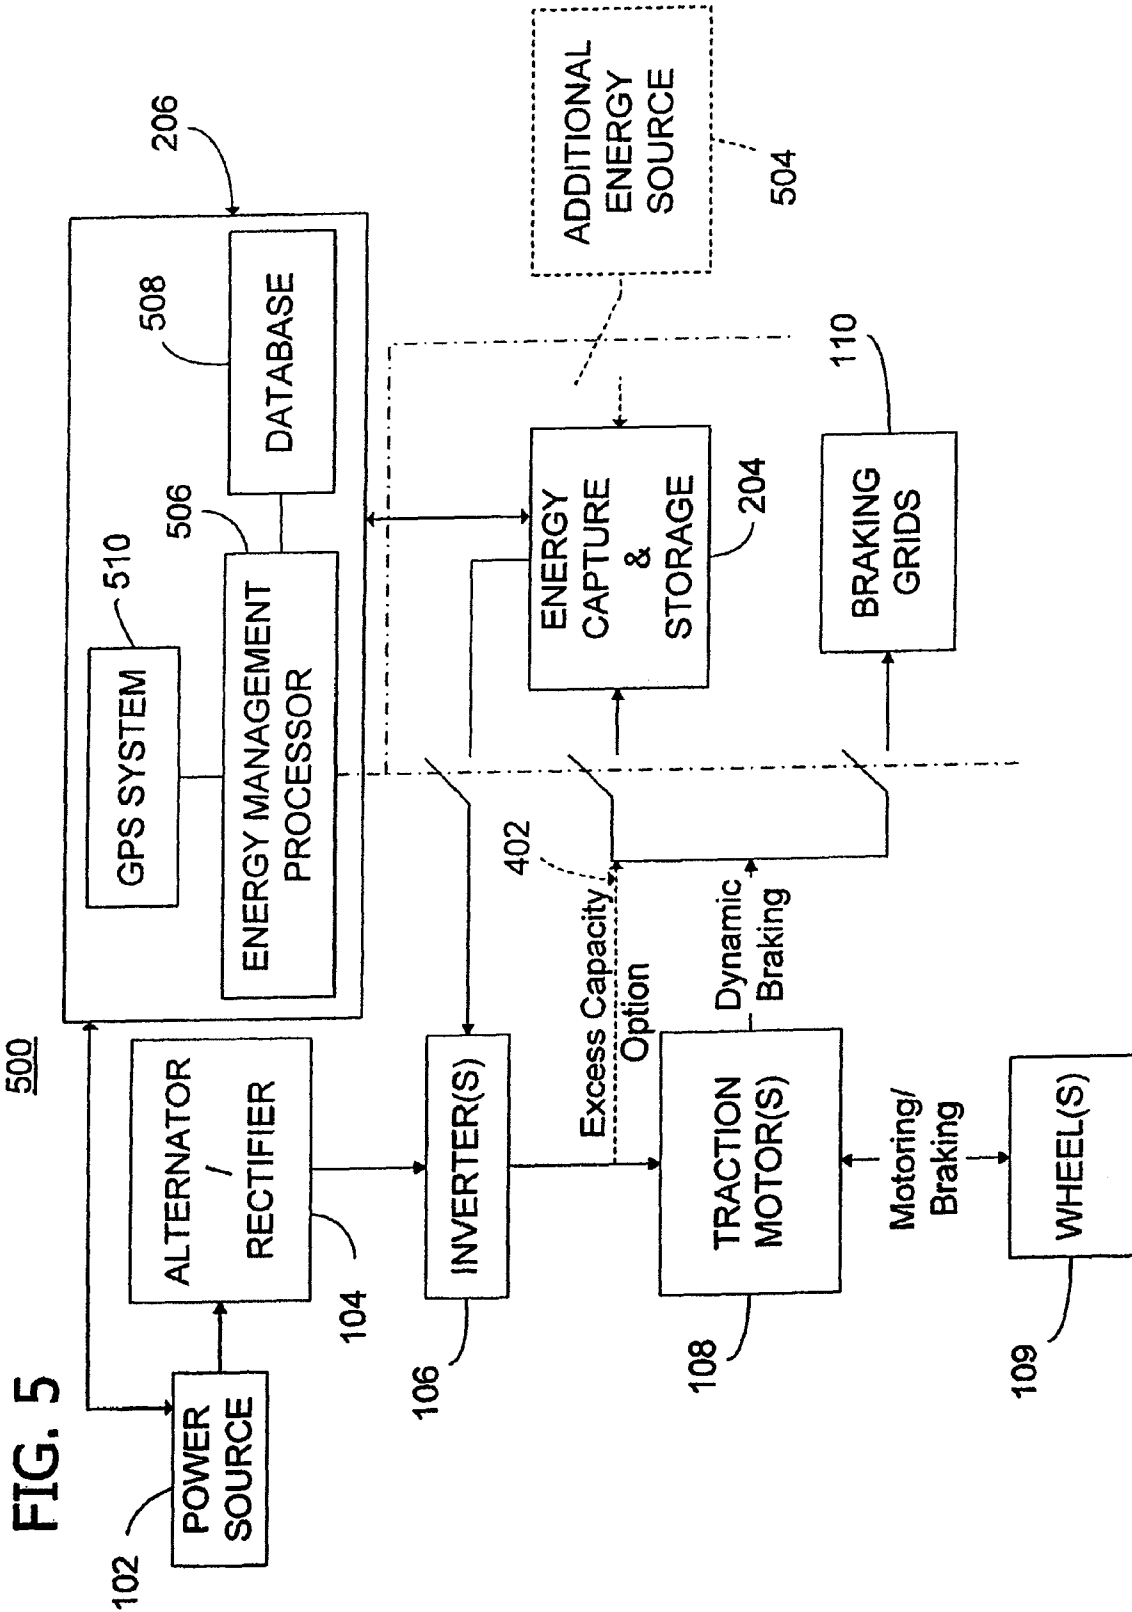 FIG. 5
500
102
POWER
SOURCE
ALTERNATOR
/
RECTIFIER
104
206
GPS SYSTEM
510
ENERGY MANAGEMENT
PROCESSOR
506
DATABASE
508
INVERTER(S)
106
Excess Capacity
Option
402
ENERGY
CAPTURE
&
STORAGE
204
ADDITIONAL
ENERGY
SOURCE
504
TRACTION
MOTOR(S)
108
Dynamic
Braking
BRAKING
GRIDS
110
Motoring/
Braking
WHEEL(S)
109